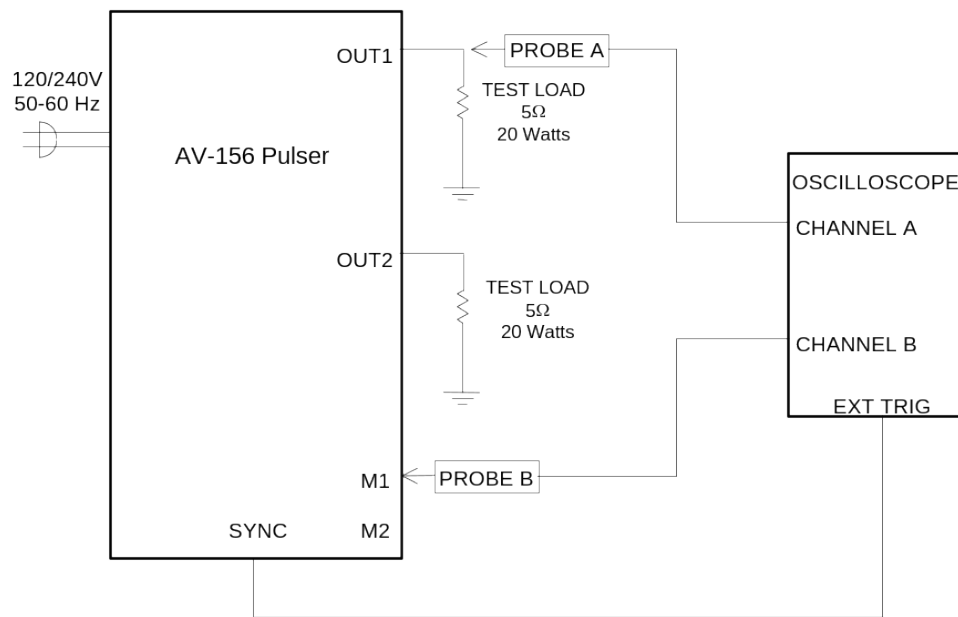 OUT1
PROBE A
120/240V
50-60 Hz
TEST LOAD
5Ω
20 Watts
AV-156 Pulser
OSCILLOSCOPE
CHANNEL A
OUT2
TEST LOAD
5Ω
20 Watts
CHANNEL B
EXT TRIG
M1
PROBE B
SYNC
M2